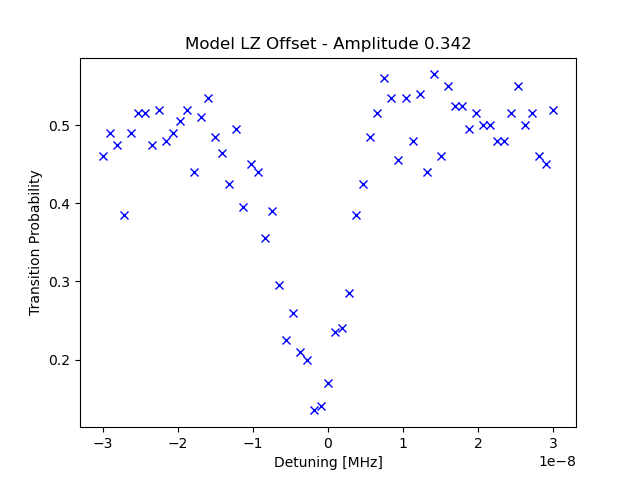 Model LZ Offset - Amplitude 0.342
Transition Probability
0.5
0.4
0.3
0.2
−3
−2
−1
0
1
2
3
1e−8
Detuning [MHz]